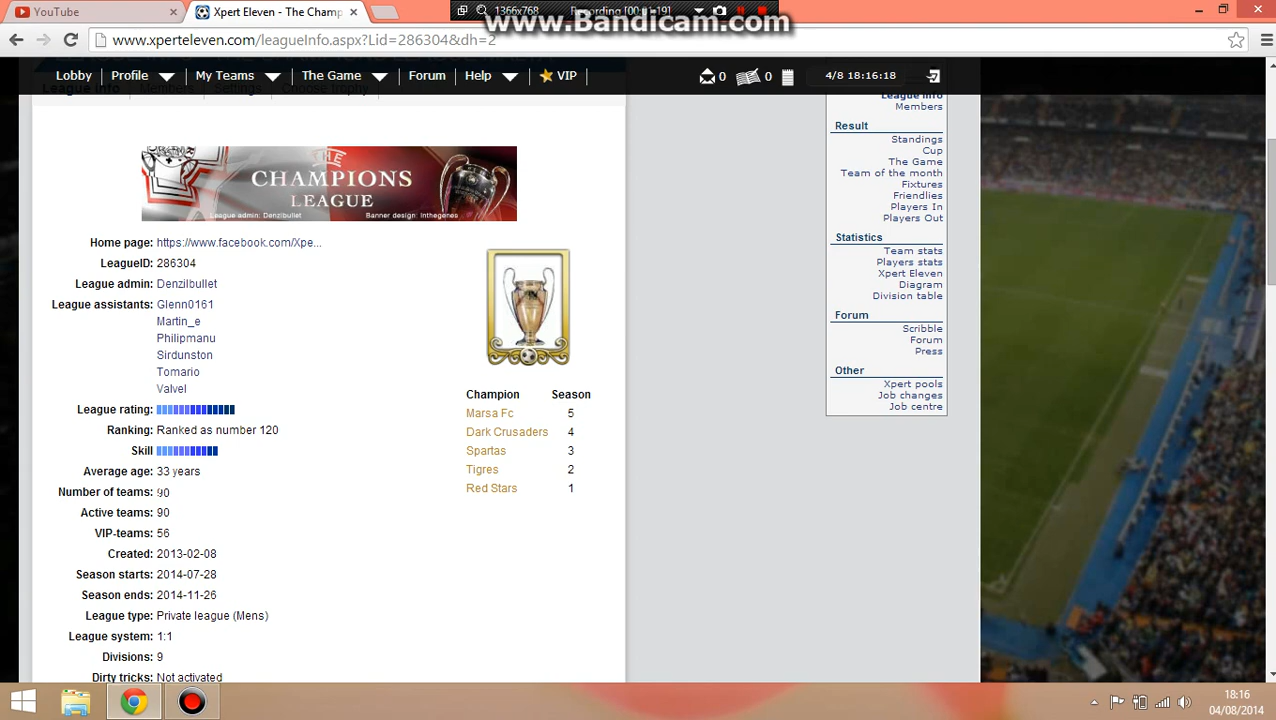 YouTube
Xpert Eleven - The Champ
1366x768
www.Bandicam.com
www.xperteleven.com/leagueInfo.aspx?Lid=286304&dh=2
Lobby Profile My Teams The Game Forum Help VIP 0 0 4/8 18:16:18
League Info Members Settings Choose trophy
THE
CHAMPIONS
LEAGUE
League admin: Denzibullet Banner design: Inthegenes
Home page: https://www.facebook.com/Xpe...
LeagueID: 286304
League admin: Denzilbullet
League assistants: Glenn0161
Martin_e
Philipmanu
Sirdunston
Tomario
Valvel
League rating:
Ranking: Ranked as number 120
Skill
Average age: 33 years
Number of teams: 90
Active teams: 90
VIP-teams: 56
Created: 2013-02-08
Season starts: 2014-07-28
Season ends: 2014-11-26
League type: Private league (Mens)
League system: 1:1
Divisions: 9
Dirty tricks: Not activated
Champion Season
Marsa Fc 5
Dark Crusaders 4
Spartas 3
Tigres 2
Red Stars 1
League info
Members
Result
Standings
Cup
The Game
Team of the month
Fixtures
Friendlies
Players In
Players Out
Statistics
Team stats
Players stats
Xpert Eleven
Diagram
Division table
Forum
Scribble
Forum
Press
Other
Xpert pools
Job changes
Job centre
18:16
04/08/2014